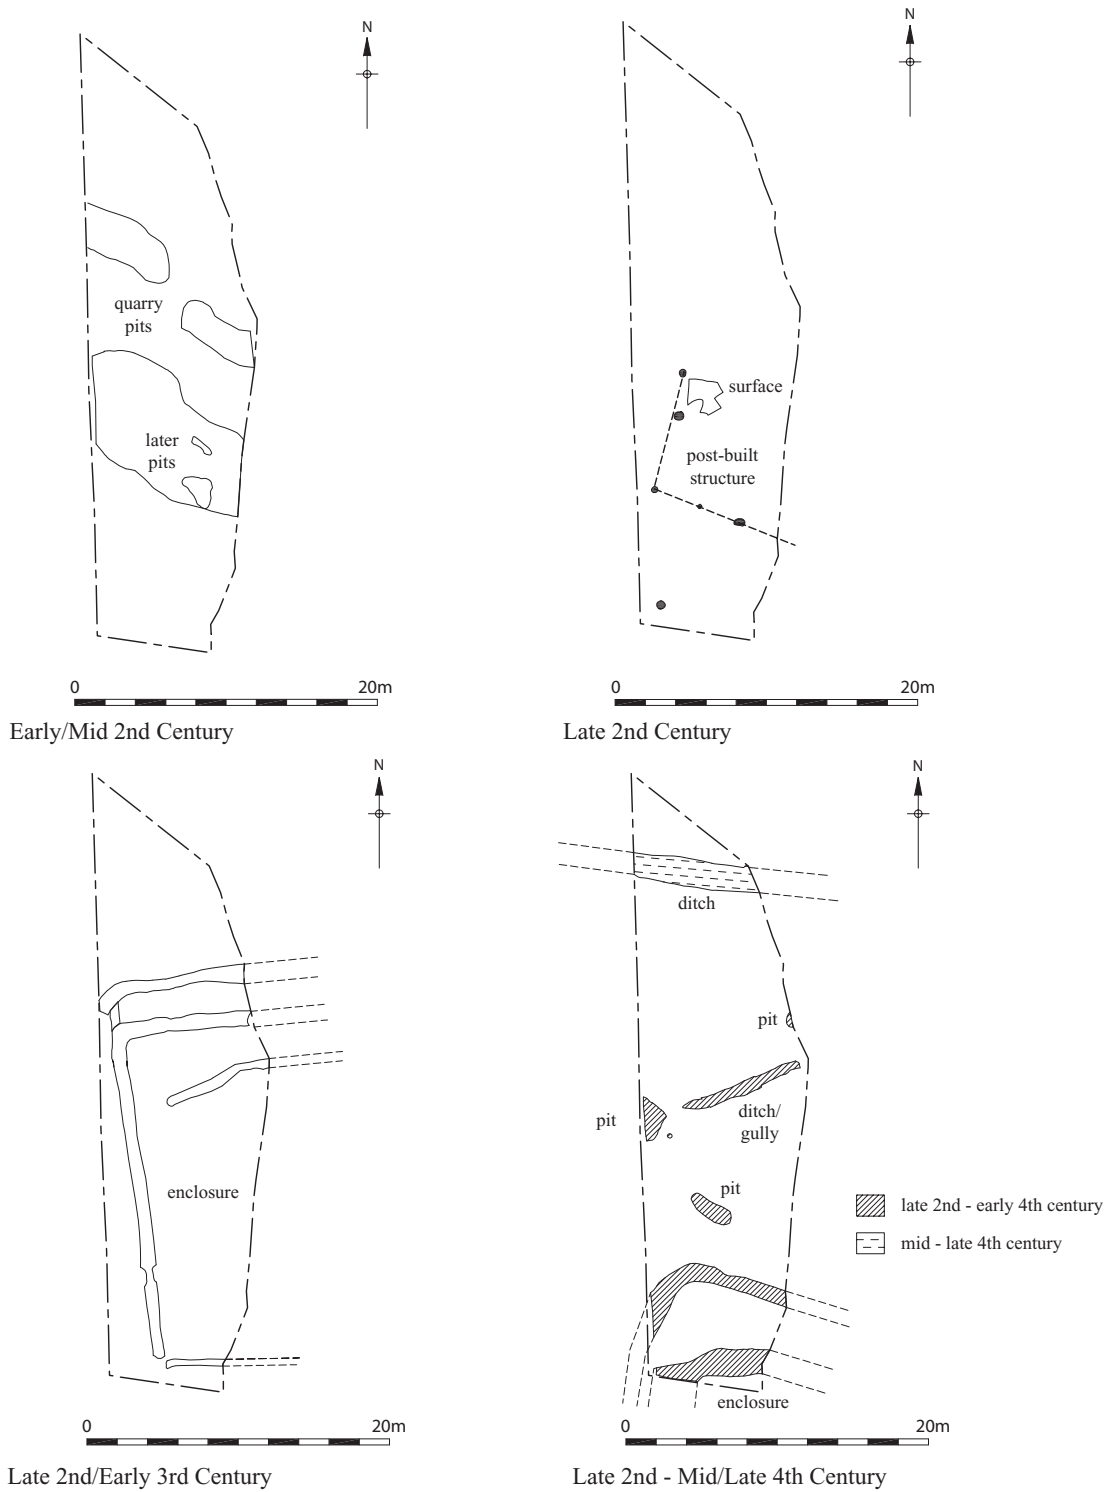 N
quarry
pits
later
pits
0 20m
Early/Mid 2nd Century
N
surface
post-built
structure
0 20m
Late 2nd Century
N
enclosure
0 20m
Late 2nd/Early 3rd Century
N
ditch
pit
pit
ditch/
gully
pit
late 2nd - early 4th century
mid - late 4th century
enclosure
0 20m
Late 2nd - Mid/Late 4th Century